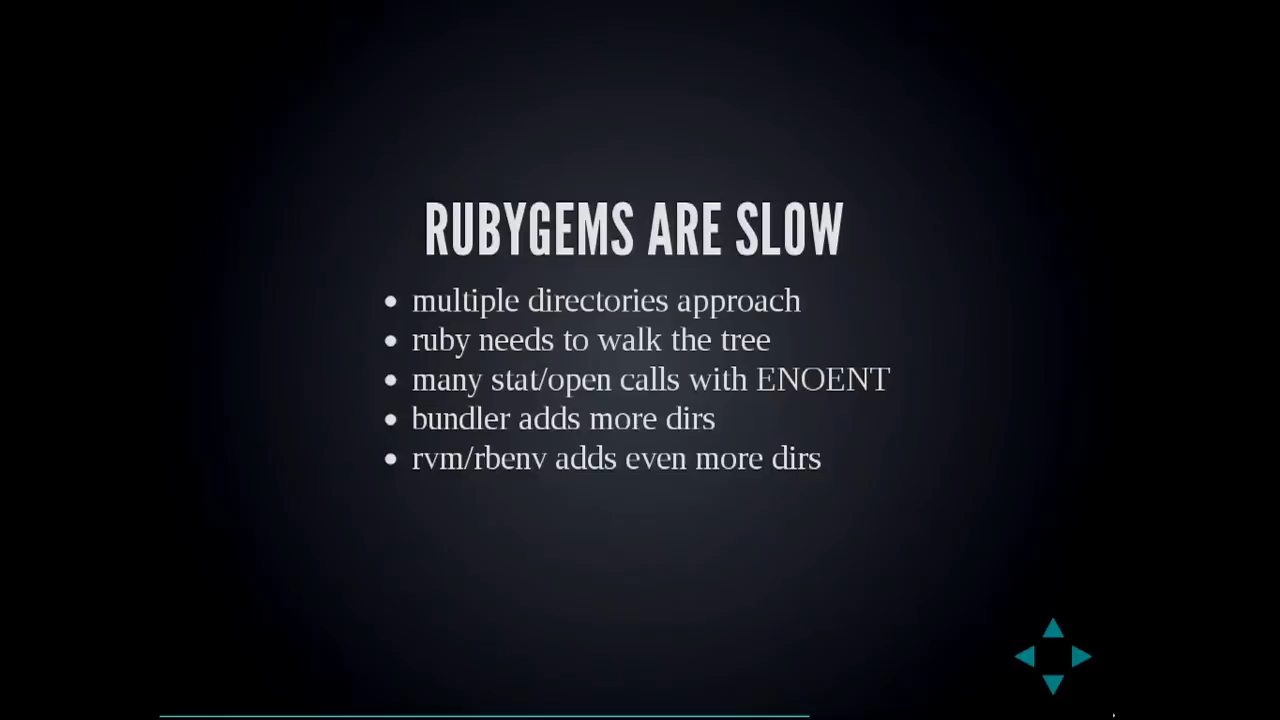 RUBYGEMS ARE SLOW
multiple directories approach
ruby needs to walk the tree
many stat/open calls with ENOENT
bundler adds more dirs
rvm/rbenv adds even more dirs